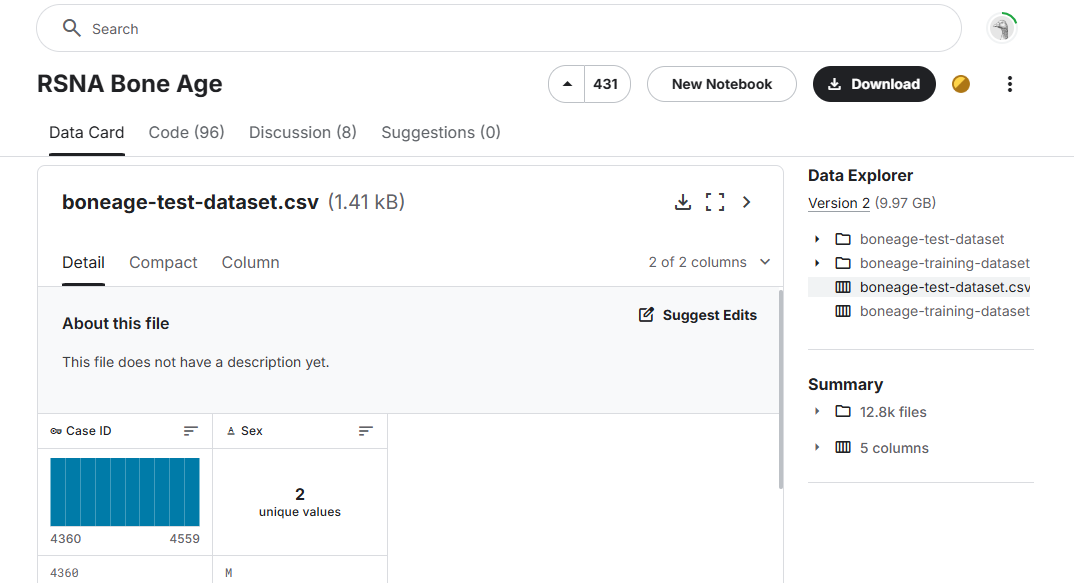 Search
RSNA Bone Age
431
New Notebook
Download
Data Card
Code (96)
Discussion (8)
Suggestions (0)
boneage-test-dataset.csv (1.41 kB)
Detail
Compact
Column
2 of 2 columns
About this file
Suggest Edits
This file does not have a description yet.
Case ID
A Sex
2
unique values
4360
4559
4360
M
Data Explorer
Version 2 (9.97 GB)
boneage-test-dataset
boneage-training-dataset
boneage-test-dataset.csv
boneage-training-dataset
Summary
12.8k files
5 columns